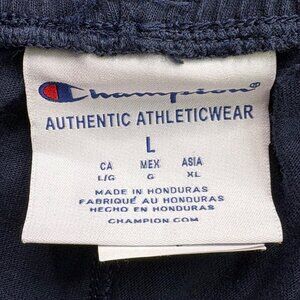 Champion®
AUTHENTIC ATHLETICWEAR
L
CA MEX ASIA
L/G G XL
MADE IN HONDURAS
FABRIQUÉ AU HONDURAS
HECHO EN HONDURAS
CHAMPION.COM